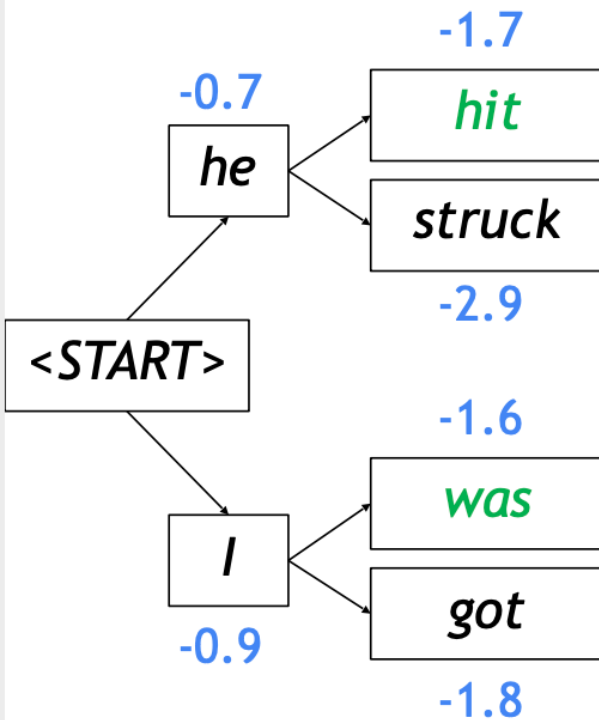 -1.7
-0.7
hit
he
struck
-2.9
<START>
-1.6
was
I
got
-0.9
-1.8